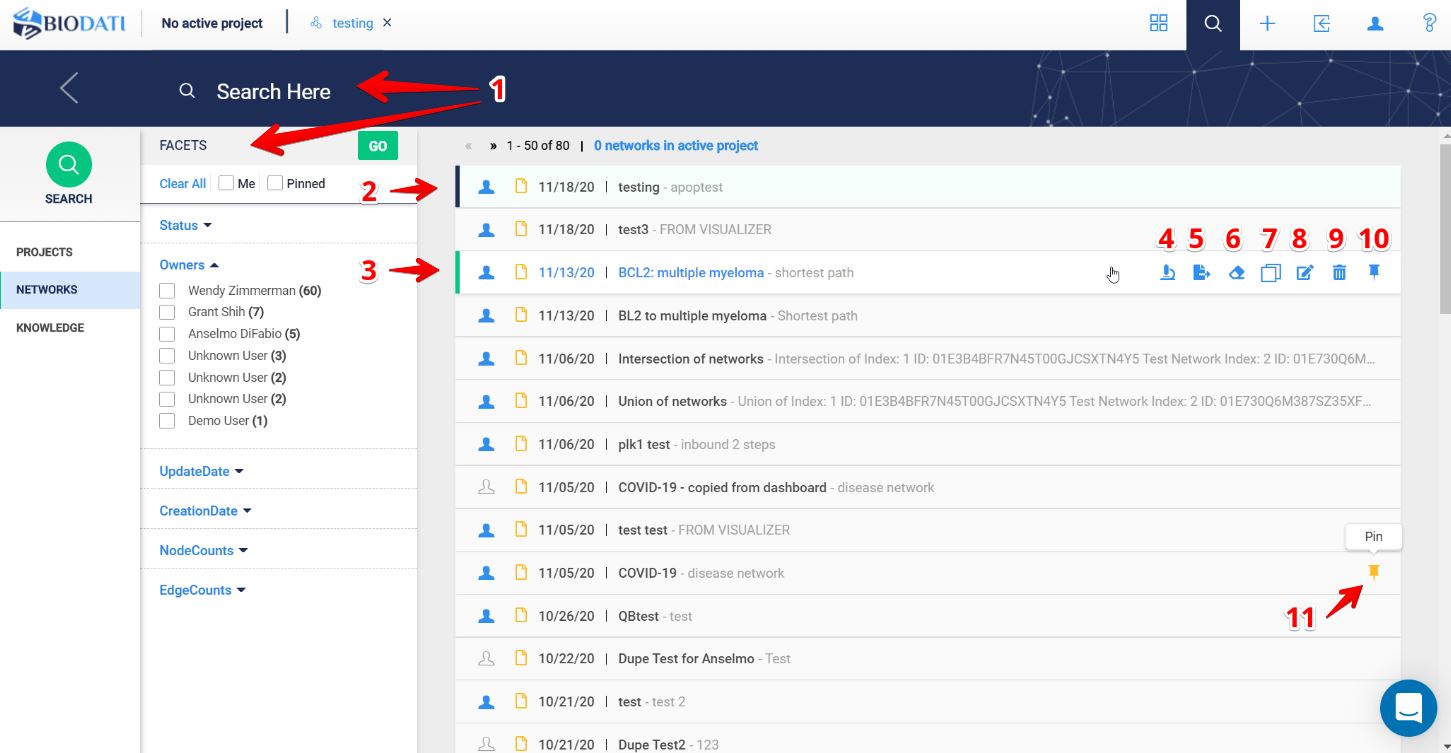 BIODATI No active project | testing ×
Search Here 1
FACETS GO
Clear All Me Pinned
Status
Owners
Wendy Zimmerman (60)
Grant Shih (7)
Anselmo DiFabio (5)
Unknown User (3)
Unknown User (2)
Unknown User (2)
Demo User (1)
UpdateDate
CreationDate
NodeCounts
EdgeCounts
SEARCH
PROJECTS
NETWORKS
KNOWLEDGE
« » 1 - 50 of 80 | 0 networks in active project
2 11/18/20 | testing - apoptest
11/18/20 | test3 - FROM VISUALIZER
4 5 6 7 8 9 10
3 11/13/20 | BCL2: multiple myeloma - shortest path
11/13/20 | BL2 to multiple myeloma - Shortest path
11/06/20 | Intersection of networks - Intersection of Index: 1 ID: 01E3B4BFR7N45T00GJCSXTN4Y5 Test Network Index: 2 ID: 01E730Q6M...
11/06/20 | Union of networks - Union of Index: 1 ID: 01E3B4BFR7N45T00GJCSXTN4Y5 Test Network Index: 2 ID: 01E730Q6M387SZ35XF...
11/06/20 | plk1 test - inbound 2 steps
11/05/20 | COVID-19 - copied from dashboard - disease network
11/05/20 | test test - FROM VISUALIZER
Pin
11/05/20 | COVID-19 - disease network
11
10/26/20 | QBtest - test
10/22/20 | Dupe Test for Anselmo - Test
10/21/20 | test - test 2
10/21/20 | Dupe Test2 - 123